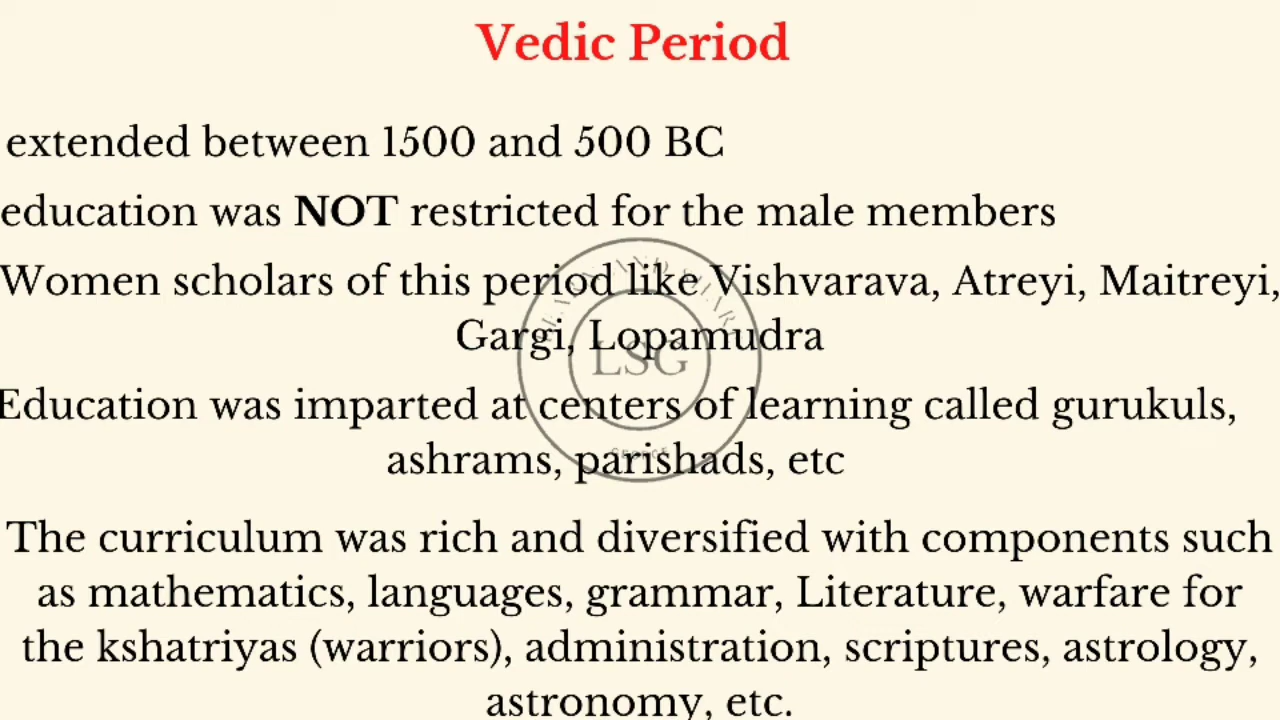 Vedic Period
extended between 1500 and 500 BC
education was NOT restricted for the male members
Women scholars of this period like Vishvarava, Atreyi, Maitreyi,
Gargi, Lopamudra
LSG
Education was imparted at centers of learning called gurukuls,
ashrams, parishads, etc
The curriculum was rich and diversified with components such
as mathematics, languages, grammar, Literature, warfare for
the kshatriyas (warriors), administration, scriptures, astrology,
astronomy, etc.